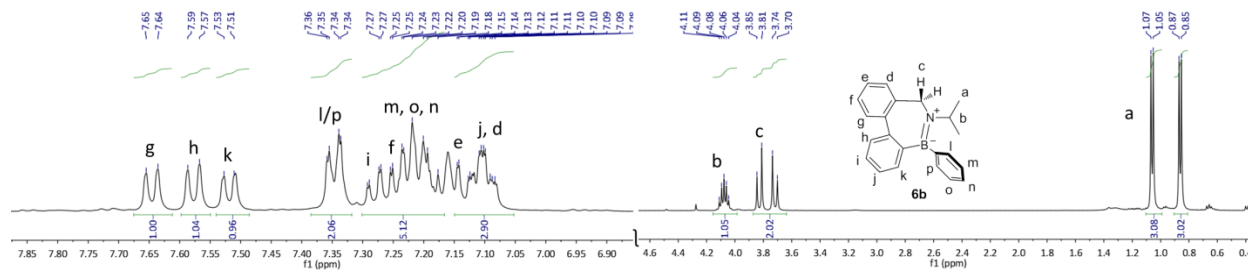 7.65 7.64 7.59 7.57 7.53 7.51 7.36 7.35 7.34 7.34 7.27 7.27 7.25 7.25 7.24 7.23 7.22 7.20 7.19 7.18 7.15 7.14 7.13 7.12 7.11 7.11 7.10 7.10 7.09 7.09
4.11 4.09 4.08 4.06 4.04 3.85 3.81 3.74 3.70 1.07 1.05 0.87 0.85
g h k l/p i f m, o, n e j, d b c a
c
H H
e d a
f N+ b
g
h B− l
i m
j k p n
o
6b
1.00 1.04 0.96 2.06 5.12 2.90 1.05 2.02 3.08 3.02
7.85 7.80 7.75 7.70 7.65 7.60 7.55 7.50 7.45 7.40 7.35 7.30 7.25 7.20 7.15 7.10 7.05 7.00 6.95 6.90
f1 (ppm)
4.6 4.4 4.2 4.0 3.8 3.6 3.4 3.2 3.0 2.8 2.6 2.4 2.2 2.0 1.8 1.6 1.4 1.2 1.0 0.8 0.6
f1 (ppm)